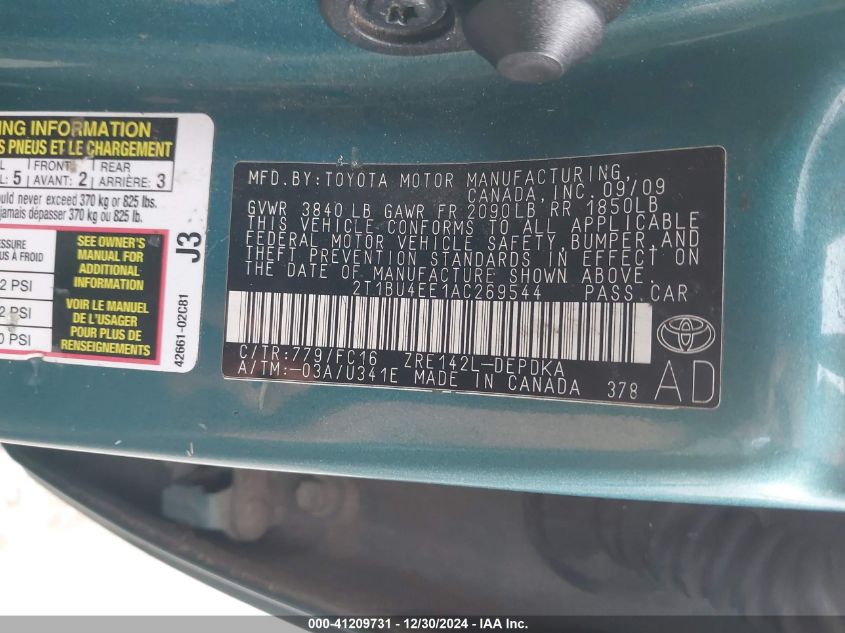 NG INFORMATION
S PNEUS ET LE CHARGEMENT
L FRONT REAR
L: 5 AVANT: 2 ARRIÈRE: 3
ould never exceed 370 kg or 825 lbs.
jamais dépasser 370 kg ou 825 lb.
ESSURE
US À FROID
2 PSI
2 PSI
0 PSI
SEE OWNER'S
MANUAL FOR
ADDITIONAL
INFORMATION
VOIR LE MANUEL
DE L'USAGER
POUR PLUS DE
RENSEIGNEMENTS
J3
42661-02C81
MFD.BY:TOYOTA MOTOR MANUFACTURING,
CANADA, INC. 09/09
GVWR 3840 LB GAWR FR 2090LB RR 1850LB
THIS VEHICLE CONFORMS TO ALL APPLICABLE
FEDERAL MOTOR VEHICLE SAFETY, BUMPER, AND
THEFT PREVENTION STANDARDS IN EFFECT ON
THE DATE OF MANUFACTURE SHOWN ABOVE.
2T1BU4EE1AC269544 PASS.CAR
C/TR:779/FC16 ZRE142L-DEPDKA
A/TM:-03A/U341E MADE IN CANADA 378
AD
000-41209731 - 12/30/2024 - IAA Inc.